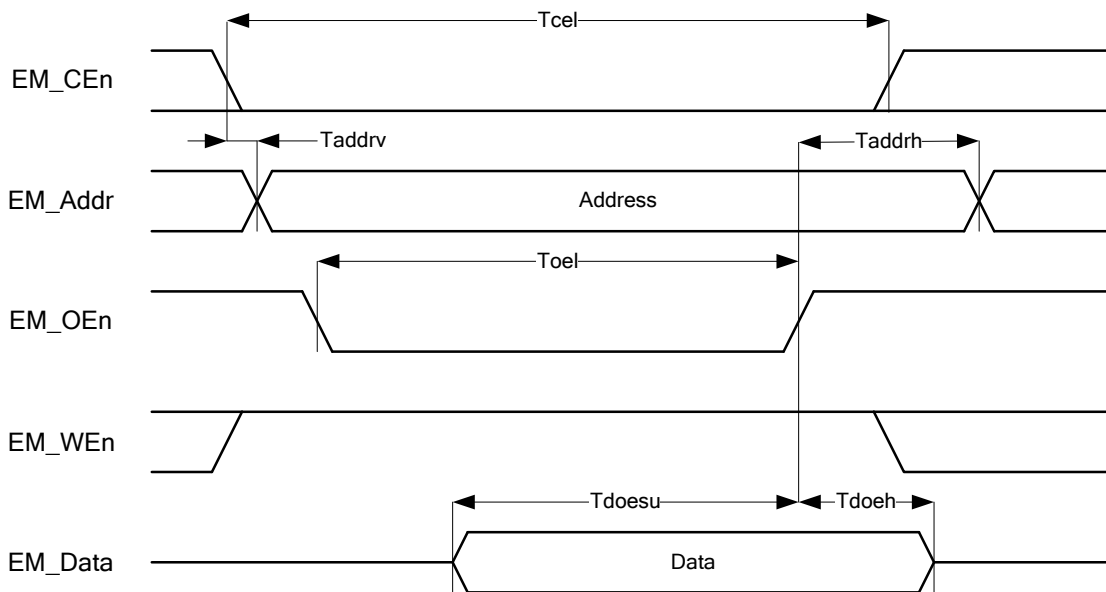 Tcel
EM_CEn
Taddrv
Taddrh
EM_Addr
Address
Toel
EM_OEn
EM_WEn
Tdoesu
Tdoeh
EM_Data
Data